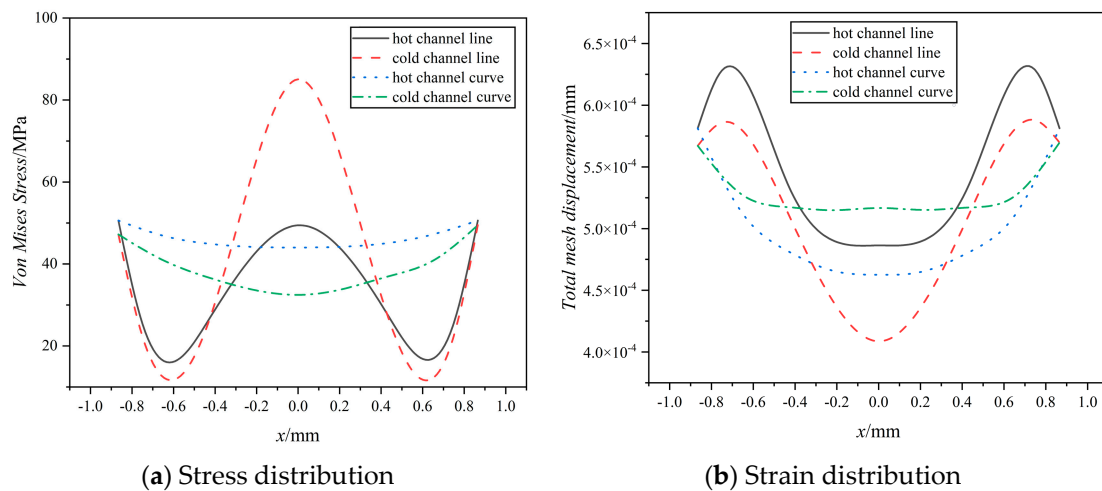 100
80
60
40
20
Von Mises Stress/MPa
hot channel line
cold channel line
hot channel curve
cold channel curve
-1.0 -0.8 -0.6 -0.4 -0.2 0.0 0.2 0.4 0.6 0.8 1.0
x/mm
(a) Stress distribution
6.5×10⁻⁴
6.0×10⁻⁴
5.5×10⁻⁴
5.0×10⁻⁴
4.5×10⁻⁴
4.0×10⁻⁴
Total mesh displacement/mm
hot channel line
cold channel line
hot channel curve
cold channel curve
-1.0 -0.8 -0.6 -0.4 -0.2 0.0 0.2 0.4 0.6 0.8 1.0
x/mm
(b) Strain distribution